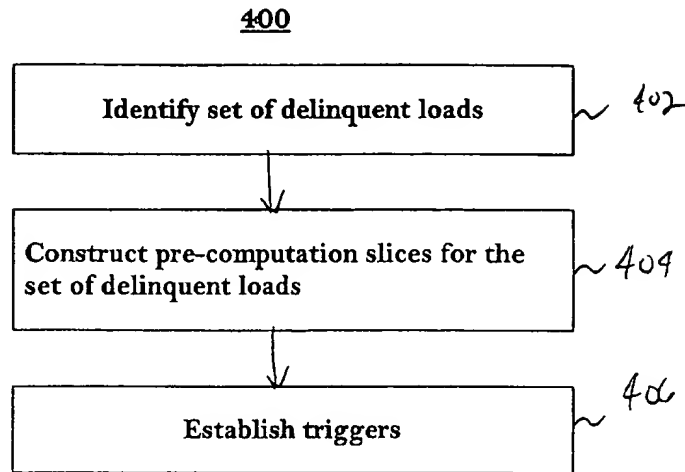 400
Identify set of delinquent loads
402
Construct pre-computation slices for the
set of delinquent loads
404
Establish triggers
406